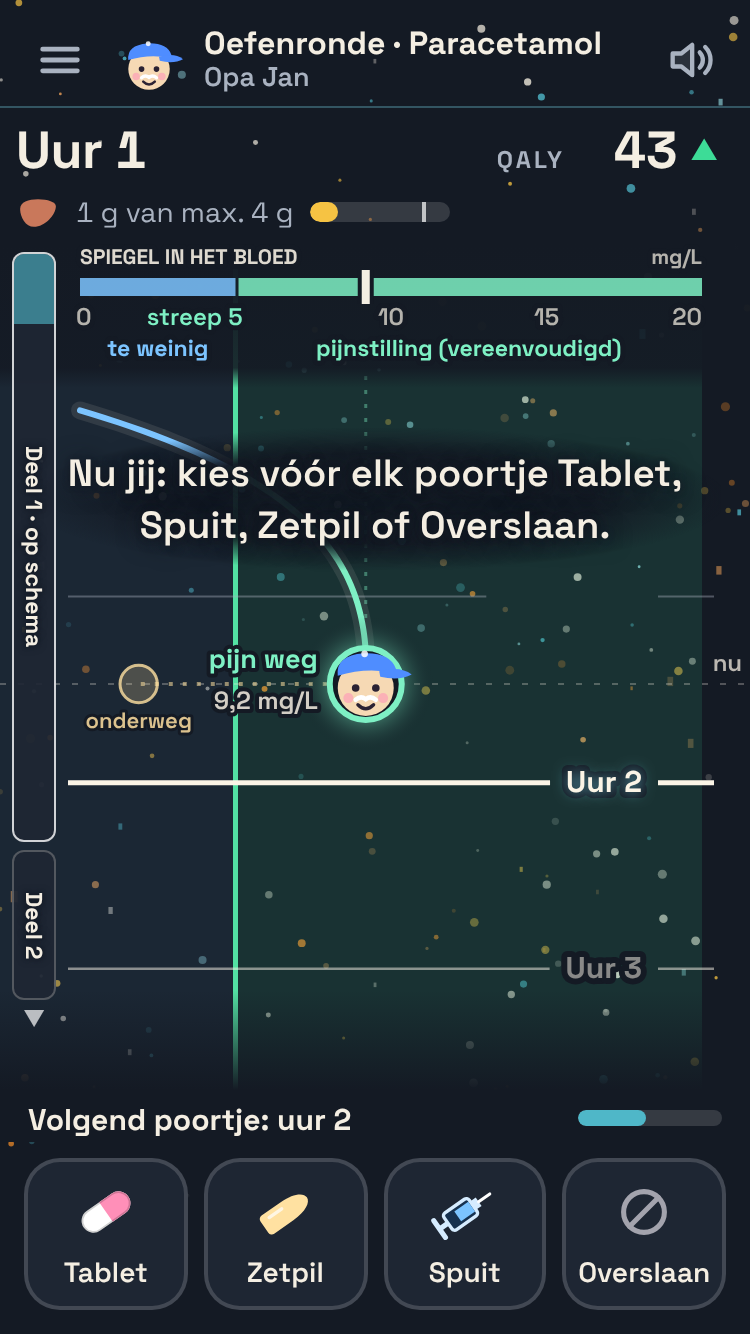 Oefenronde · Paracetamol
Opa Jan
Uur 1
QALY 43
1 g van max. 4 g
SPIEGEL IN HET BLOED mg/L
0 streep 5 10 15 20
te weinig pijnstilling (vereenvoudigd)
Nu jij: kies vóór elk poortje Tablet,
Spuit, Zetpil of Overslaan.
Deel 1 · op schema
pijn weg
nu
9,2 mg/L
onderweg
Uur 2
Deel 2
Uur 3
Volgend poortje: uur 2
Tablet
Zetpil
Spuit
Overslaan